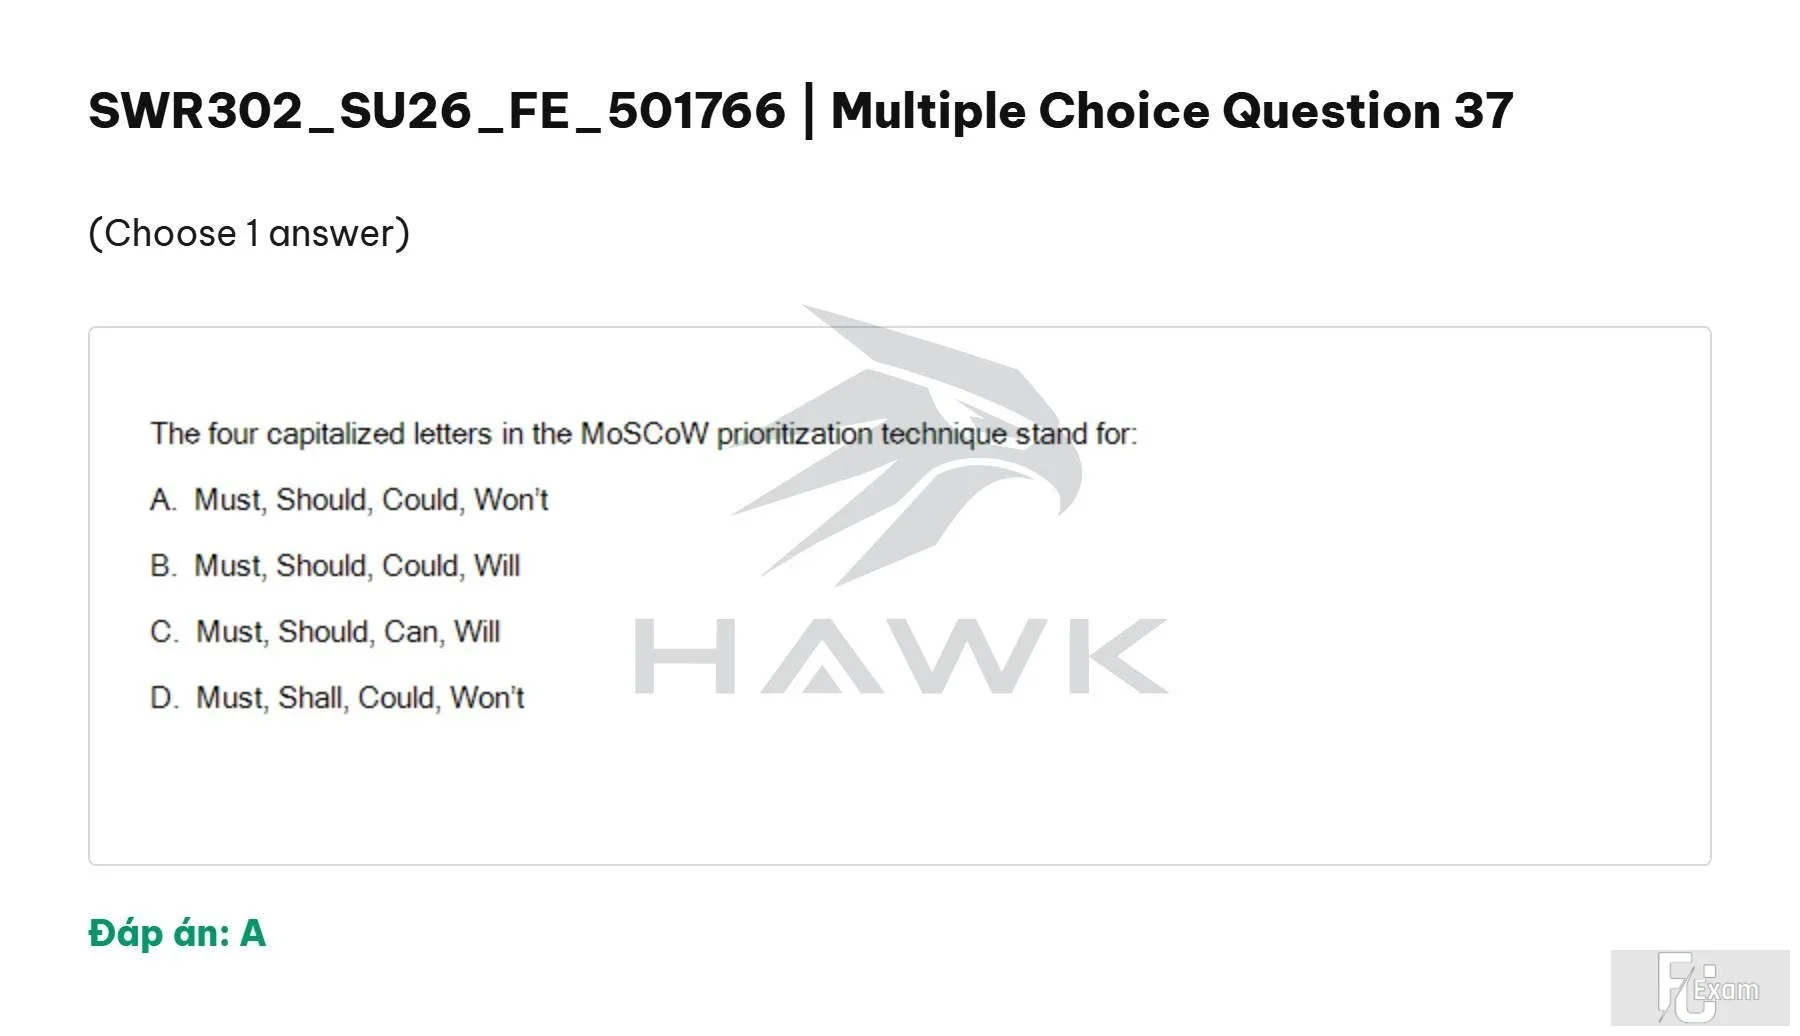 SWR302_SU26_FE_501766 | Multiple Choice Question 37
(Choose 1 answer)
The four capitalized letters in the MoSCoW prioritization technique stand for:
A. Must, Should, Could, Won't
B. Must, Should, Could, Will
C. Must, Should, Can, Will
D. Must, Shall, Could, Won't
HAWK
Đáp án: A
FU Exam